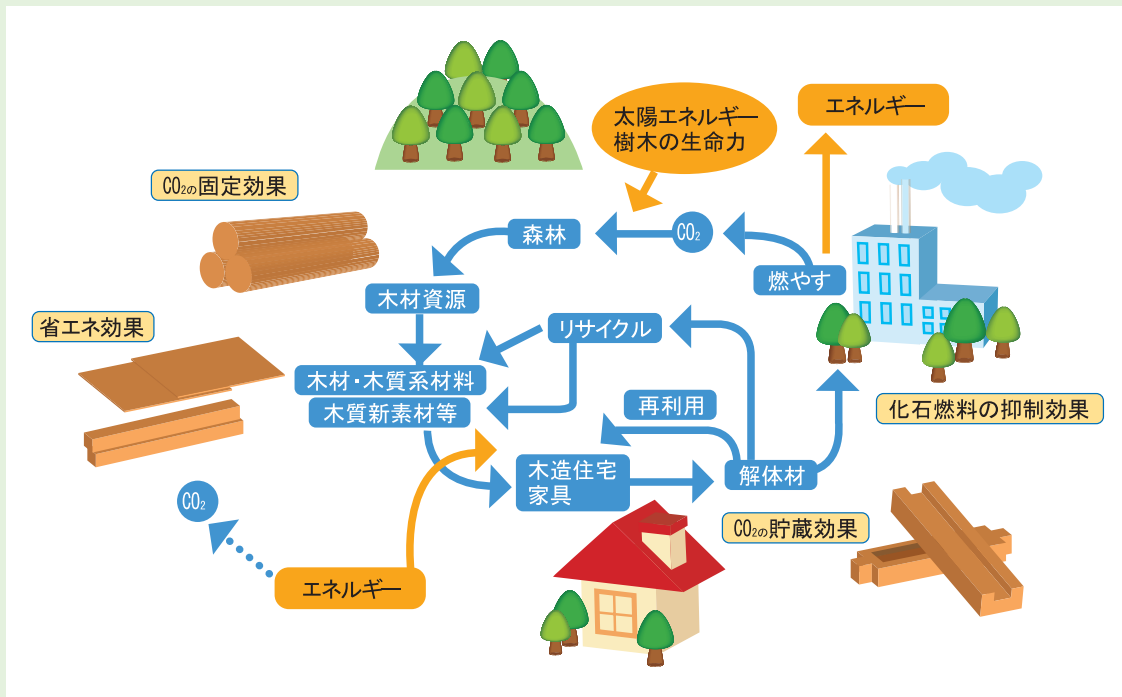 太陽エネルギー
樹木の生命力
エネルギー
CO₂の固定効果
森林
CO₂
燃やす
木材資源
省エネ効果
リサイクル
木材・木質系材料
木質新素材等
再利用
化石燃料の抑制効果
木造住宅
家具
解体材
CO₂
CO₂の貯蔵効果
エネルギー